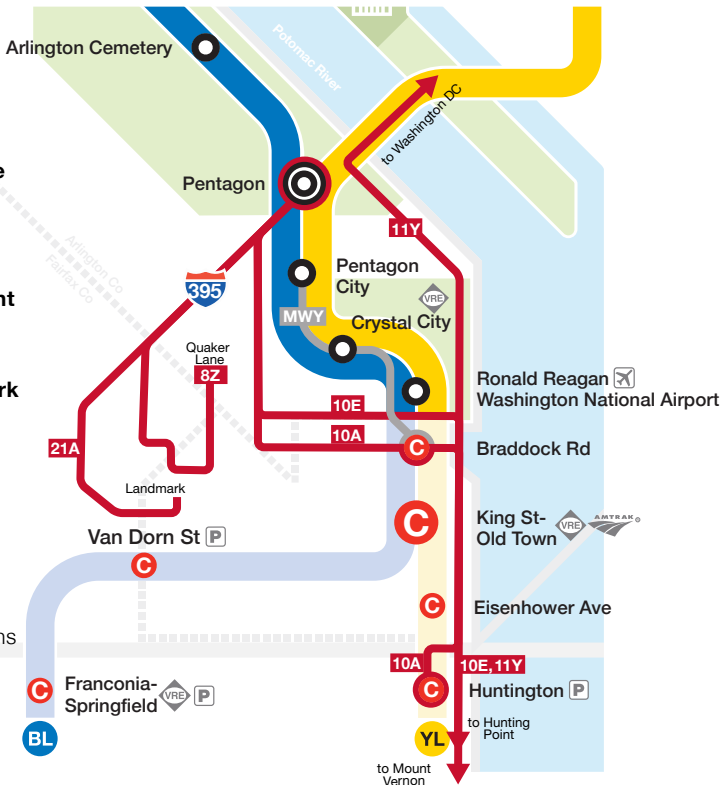 Arlington Cemetery
Potomac River
to Washington DC
e
Pentagon
11Y
Arlington Co
Fairfax Co
395
nt
Pentagon
City
VRE
MWY
Crystal City
Quaker
Lane
8Z
rk
Ronald Reagan
Washington National Airport
10E
10A
21A
C
Braddock Rd
Landmark
C
King St-
Old Town
VRE
AMTRAK
Van Dorn St P
C
C
Eisenhower Ave
ns
10A
10E, 11Y
C
Franconia-
Springfield
VRE
P
C
Huntington P
BL
YL
to Hunting
Point
to Mount
Vernon